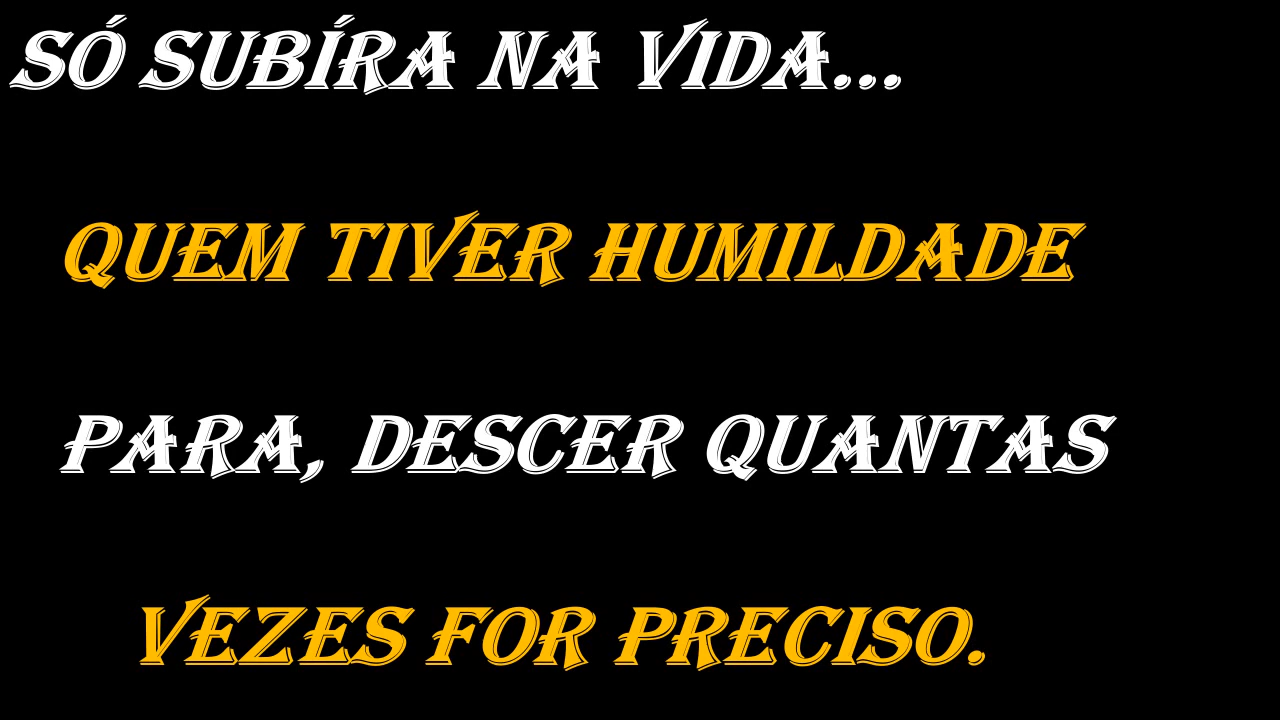 SÓ SUBÍRA NA VIDA...
QUEM TIVER HUMILDADE
PARA, DESCER QUANTAS
VEZES FOR PRECISO.